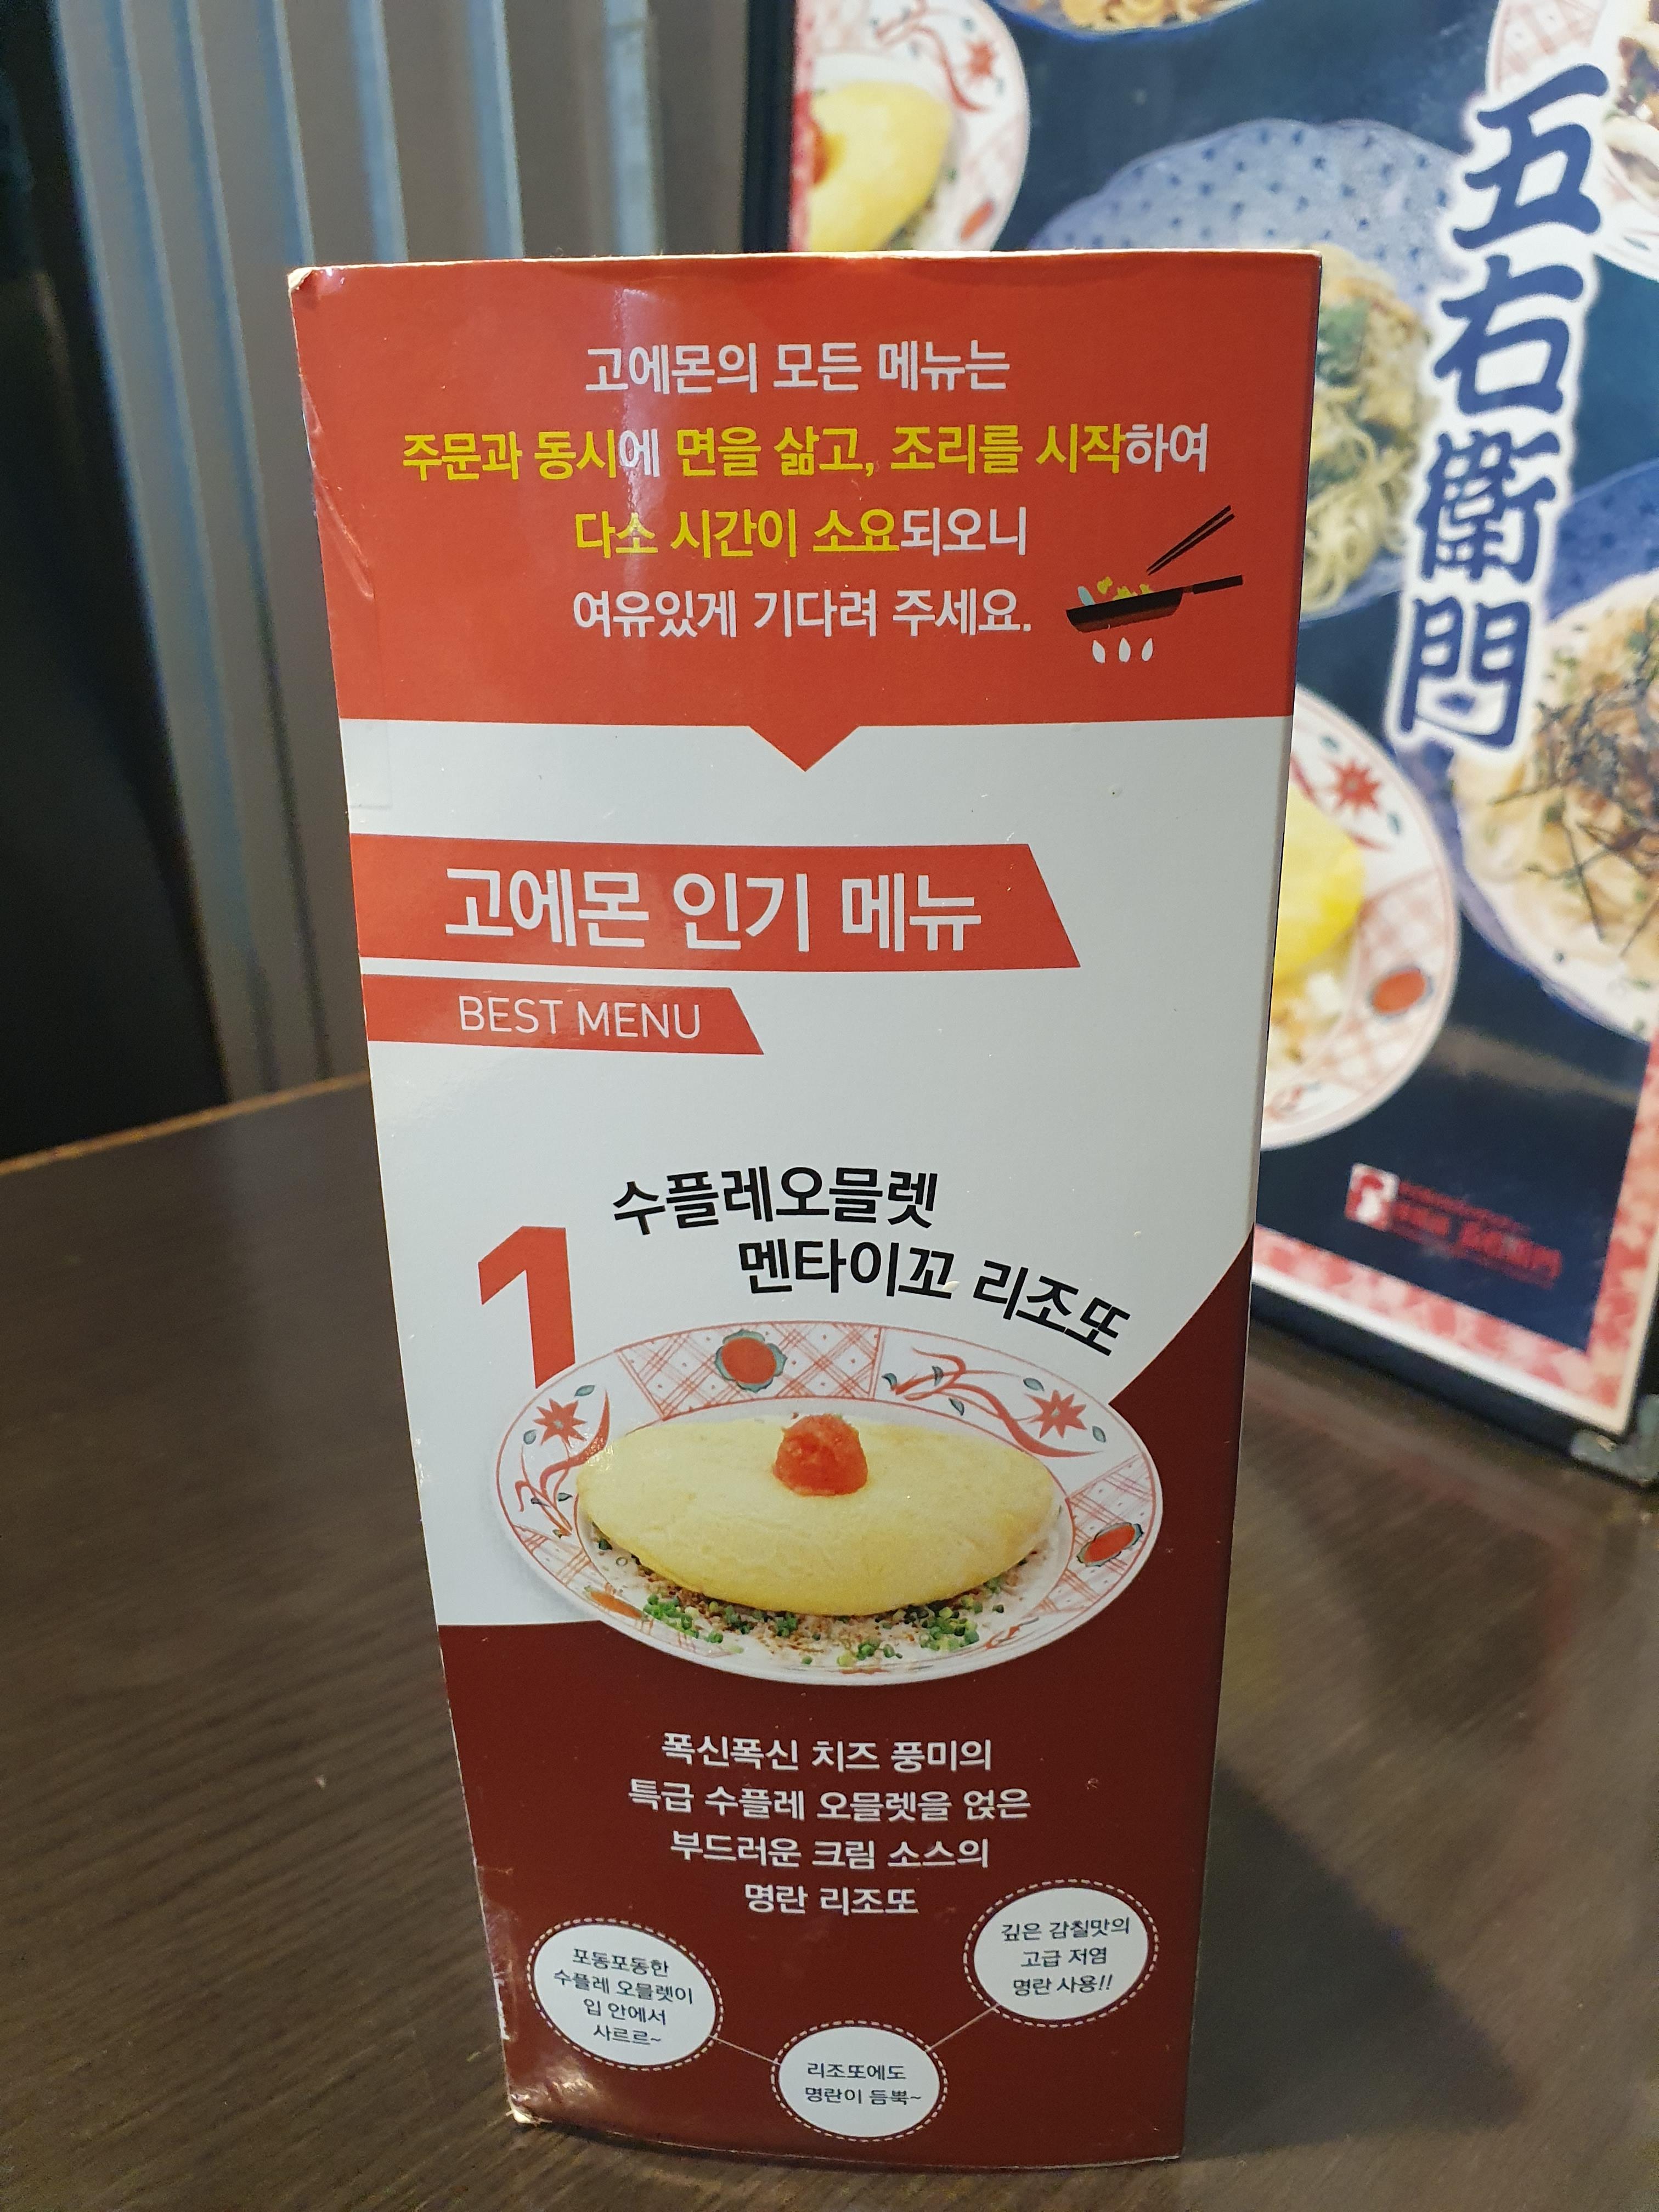 고에몬의 모든 메뉴는
주문과 동시에 면을 삶고, 조리를 시작하여
다소 시간이 소요되오니
여유있게 기다려 주세요.
고에몬 인기 메뉴
BEST MENU
1
수플레오믈렛
멘타이꼬 리조또
폭신폭신 치즈 풍미의
특급 수플레 오믈렛을 얹은
부드러운 크림 소스의
명란 리조또
포동포동한
수플레 오믈렛이
입 안에서
사르르~
리조또에도
명란이 듬뿍~
깊은 감칠맛의
고급 저염
명란 사용!!
五右衛門